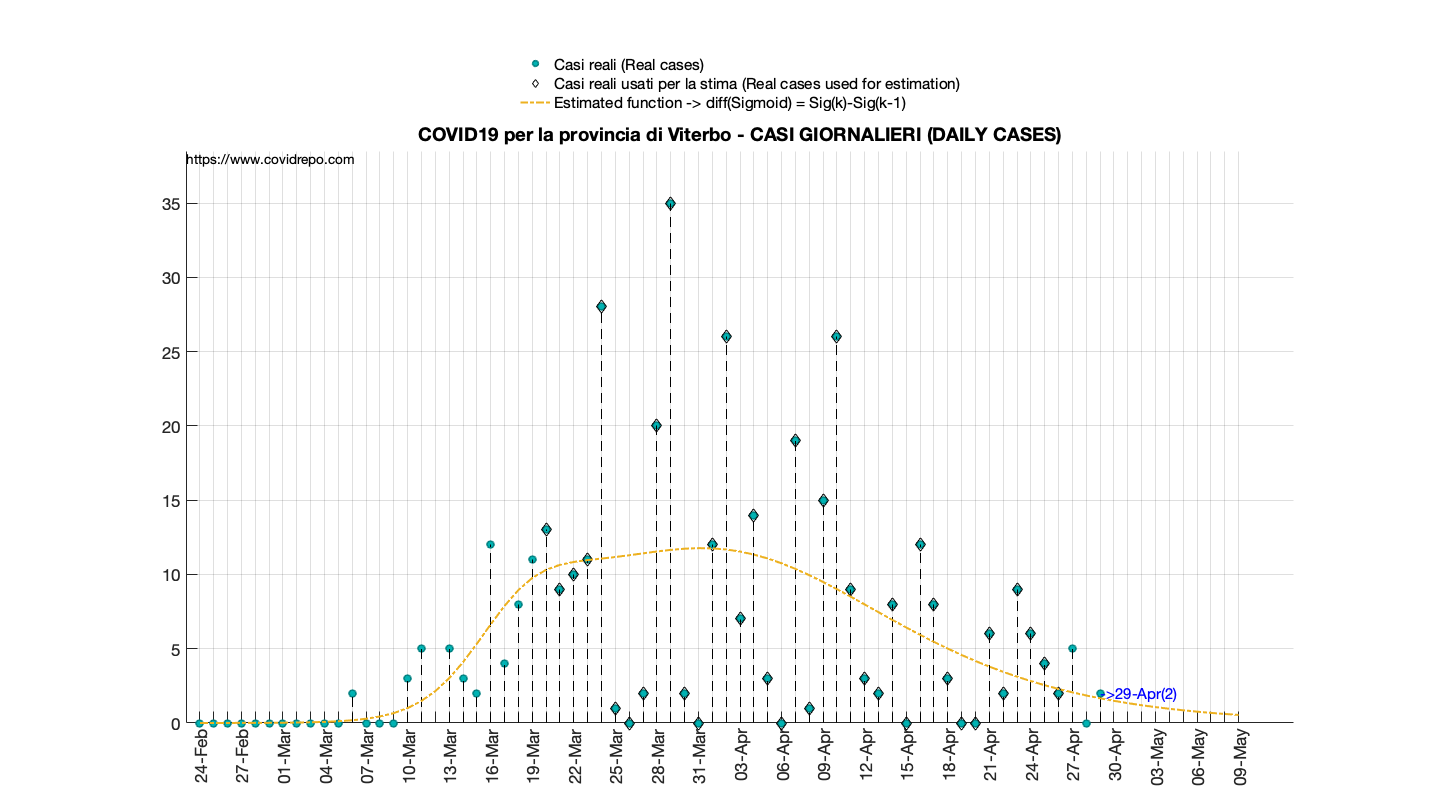 Casi reali (Real cases)
Casi reali usati per la stima (Real cases used for estimation)
Estimated function -> diff(Sigmoid) = Sig(k)-Sig(k-1)
COVID19 per la provincia di Viterbo - CASI GIORNALIERI (DAILY CASES)
https://www.covidrepo.com
35
30
25
20
15
10
5
0
->29-Apr(2)
24-Feb
27-Feb
01-Mar
04-Mar
07-Mar
10-Mar
13-Mar
16-Mar
19-Mar
22-Mar
25-Mar
28-Mar
31-Mar
03-Apr
06-Apr
09-Apr
12-Apr
15-Apr
18-Apr
21-Apr
24-Apr
27-Apr
30-Apr
03-May
06-May
09-May